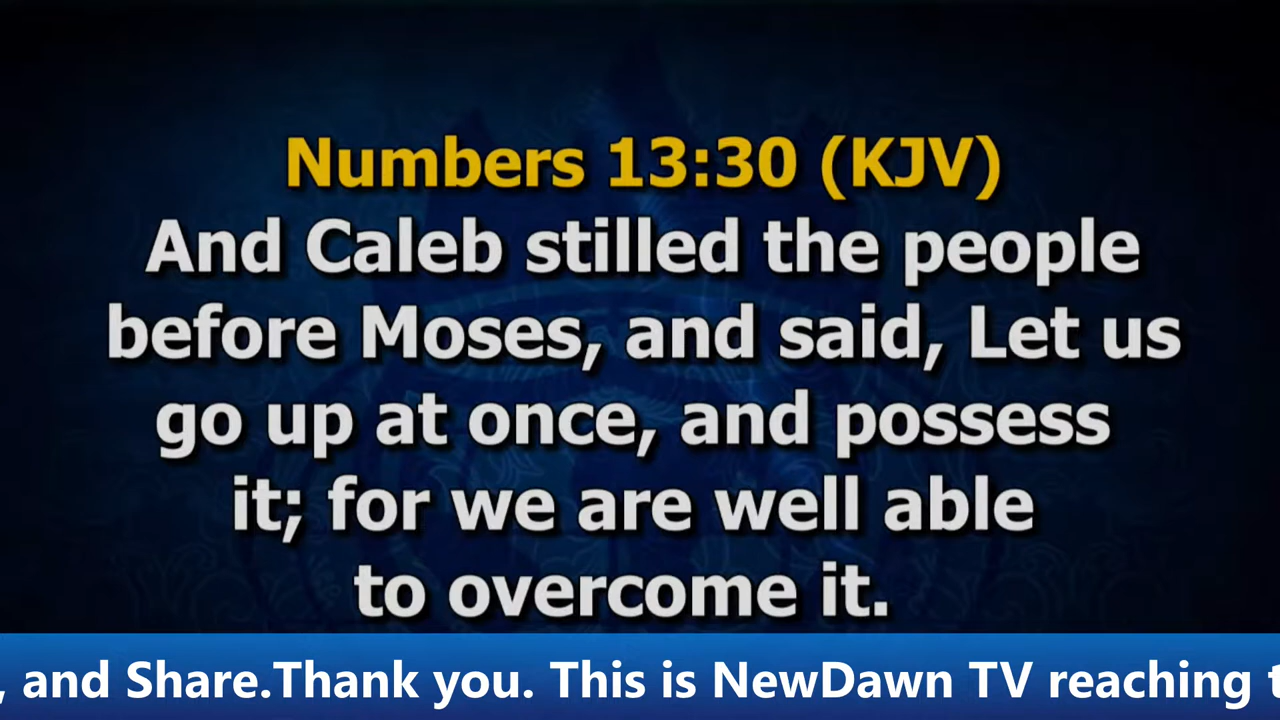 Numbers 13:30 (KJV)
And Caleb stilled the people
before Moses, and said, Let us
go up at once, and possess
it; for we are well able
to overcome it.
, and Share.Thank you. This is NewDawn TV reaching